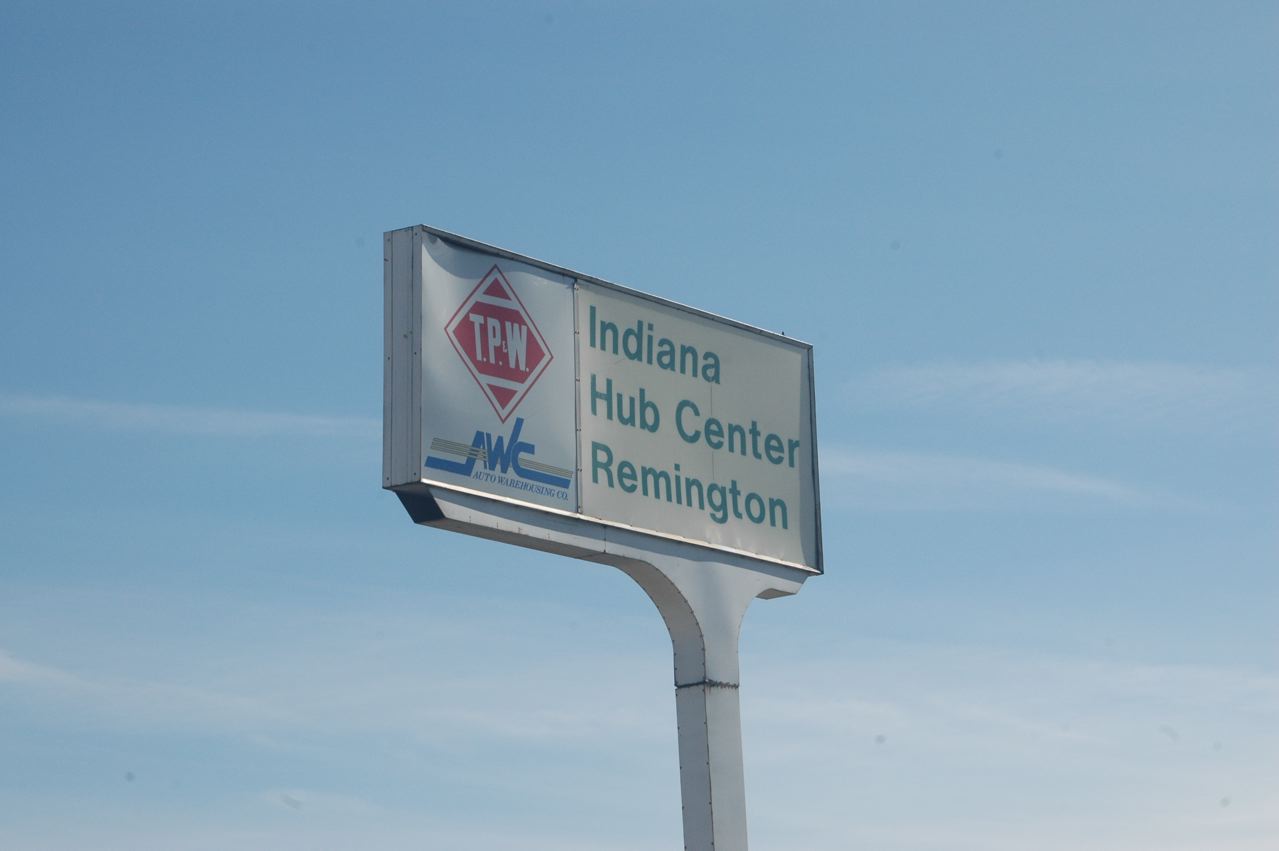 T.P.&W.
AWC
AUTO WAREHOUSING CO.
Indiana
Hub Center
Remington